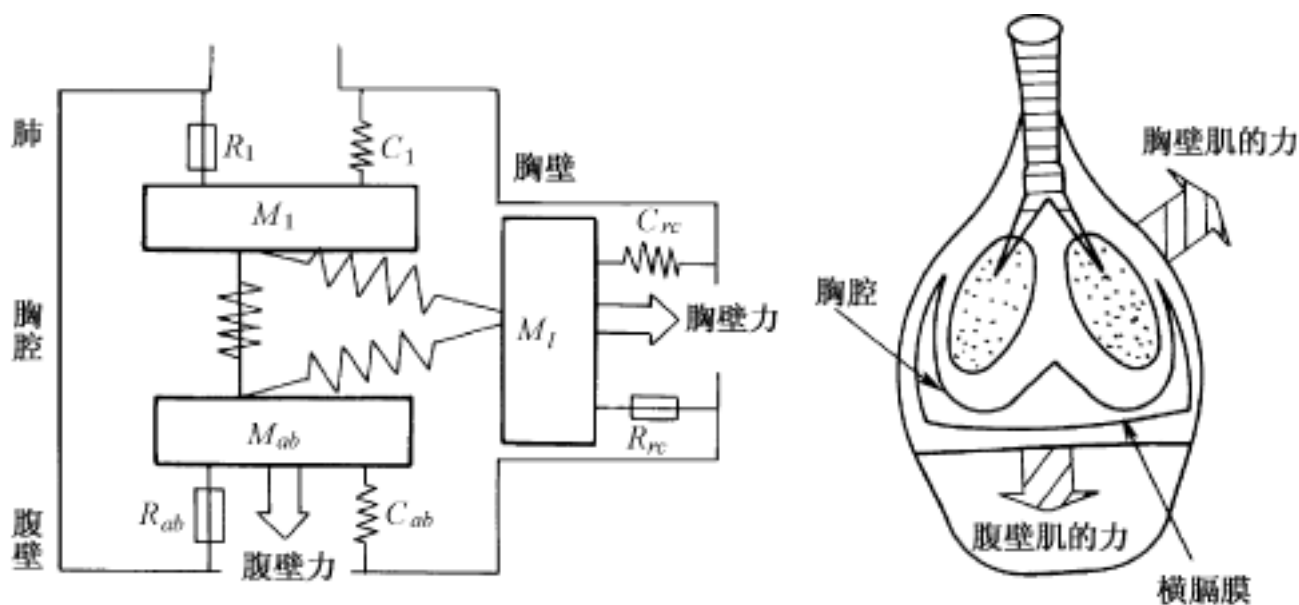 肺
R1
C1
胸壁
M1
Crc
胸腔
MI
胸壁力
Mab
Rrc
Rab
Cab
腹壁
腹壁力
胸壁肌的力
胸腔
腹壁肌的力
横膈膜